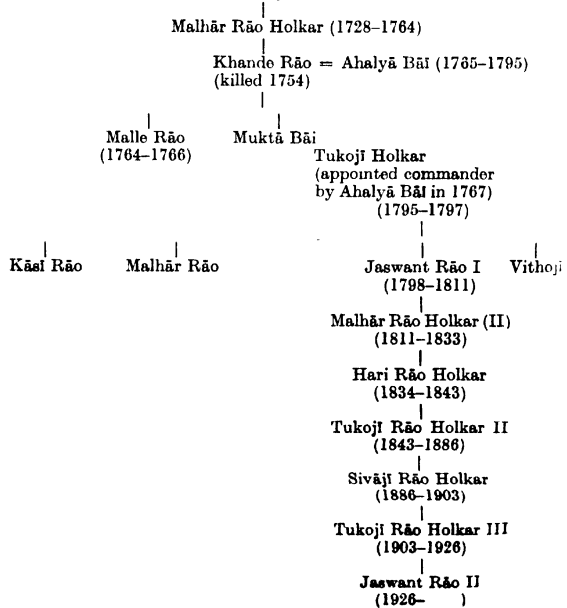 Malhār Rāo Holkar (1728–1764)
Khande Rāo = Ahalyā Bāī (1765–1795)
(killed 1754)
Malle Rāo
(1764–1766)
Muktā Bāi
Tukojī Holkar
(appointed commander
by Ahalyā Bāī in 1767)
(1795–1797)
Kāsī Rāo Malhār Rāo Jaswant Rāo I Vithoji
(1798–1811)
Malhār Rāo Holkar (II)
(1811–1833)
Hari Rāo Holkar
(1834–1843)
Tukojī Rāo Holkar II
(1843–1886)
Sivājī Rāo Holkar
(1886–1903)
Tukojī Rāo Holkar III
(1903–1926)
Jaswant Rāo II
(1926– )